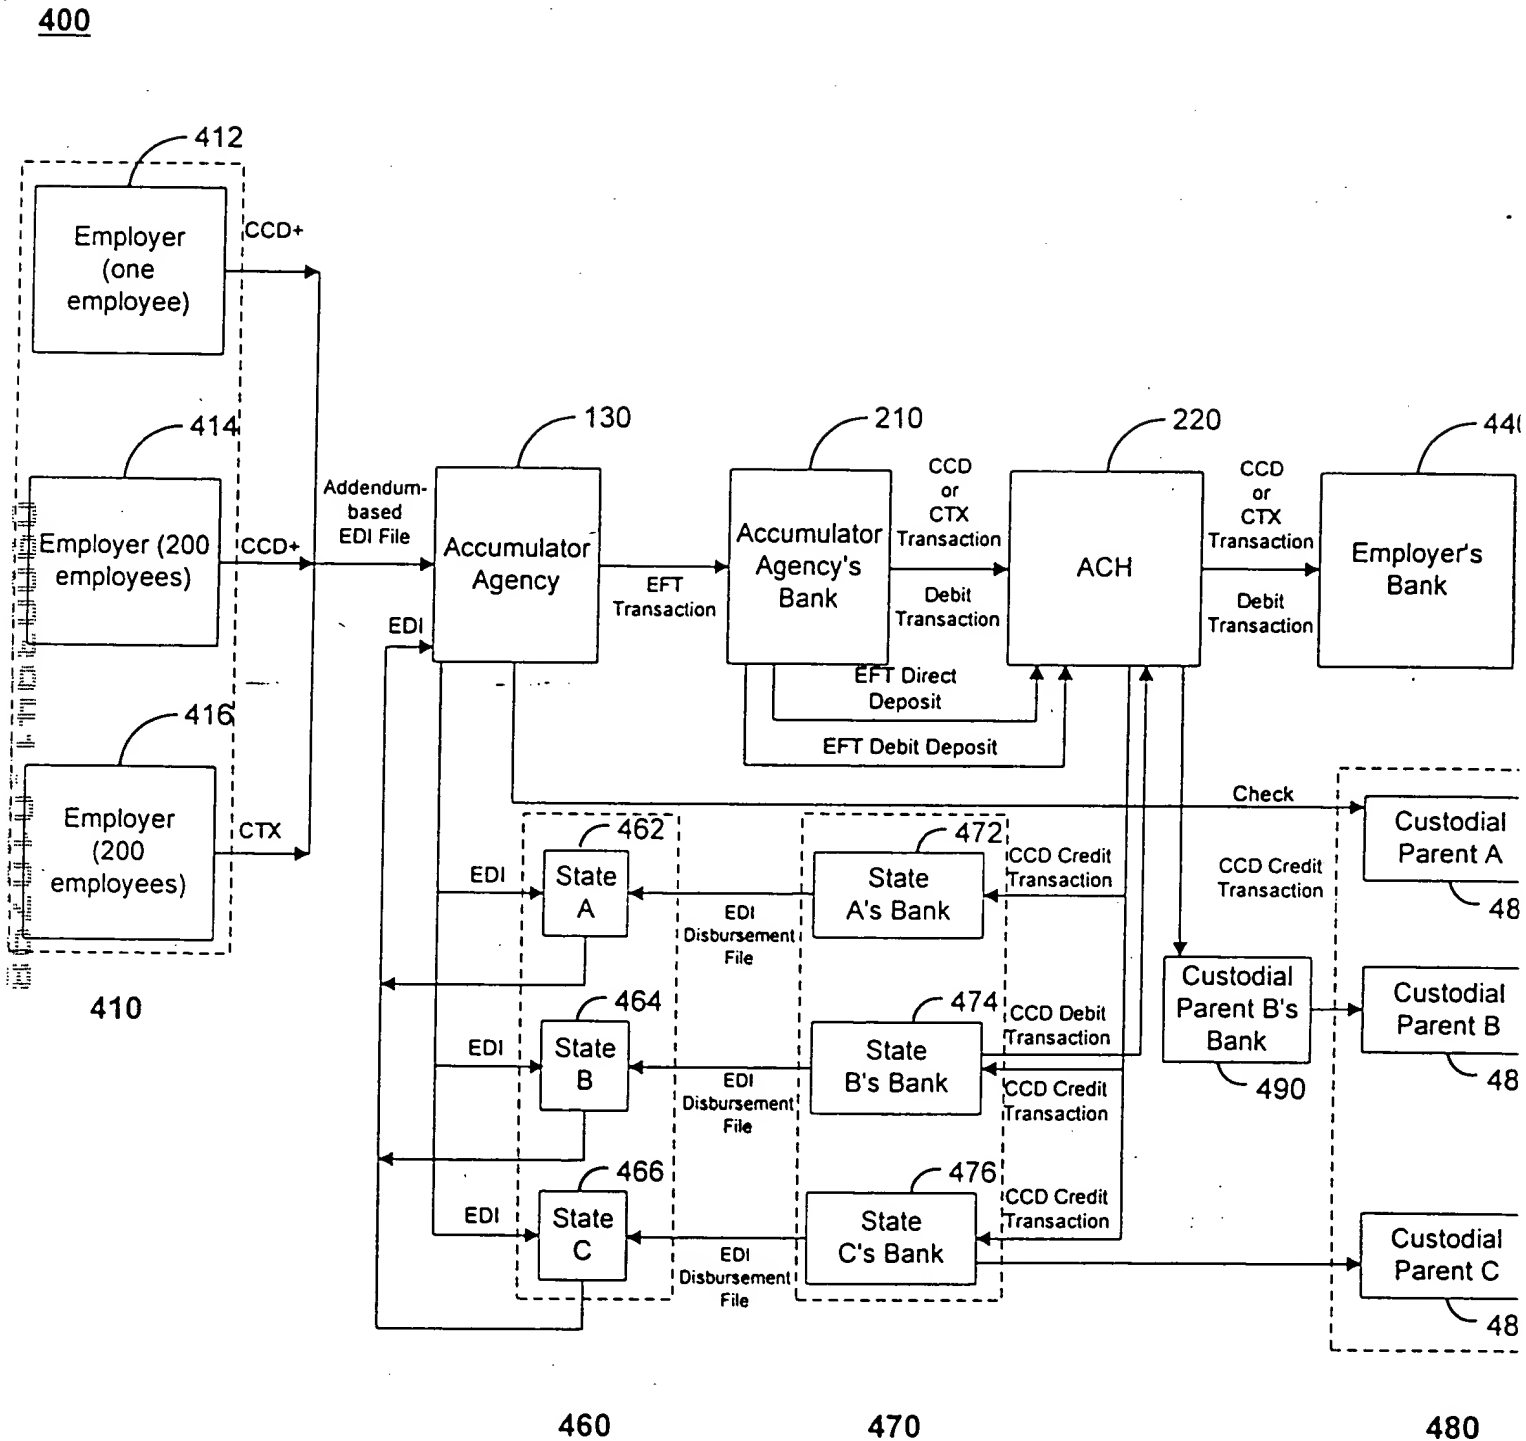 400
412
Employer
(one
employee)
CCD+
414
Employer (200
employees)
CCD+
416
Employer
(200
employees)
CTX
410
Addendum-
based
EDI File
EDI
130
Accumulator
Agency
EFT
Transaction
210
Accumulator
Agency's
Bank
CCD
or
CTX
Transaction
Debit
Transaction
220
ACH
CCD
or
CTX
Transaction
Debit
Transaction
440
Employer's
Bank
EFT Direct
Deposit
EFT Debit Deposit
Check
462
State
A
EDI
EDI
Disbursement
File
472
State
A's Bank
CCD Credit
Transaction
CCD Credit
Transaction
Custodial
Parent A
48
464
State
B
EDI
EDI
Disbursement
File
474
State
B's Bank
CCD Debit
Transaction
CCD Credit
Transaction
Custodial
Parent B's
Bank
490
Custodial
Parent B
48
466
State
C
EDI
EDI
Disbursement
File
476
State
C's Bank
CCD Credit
Transaction
Custodial
Parent C
48
460
470
480